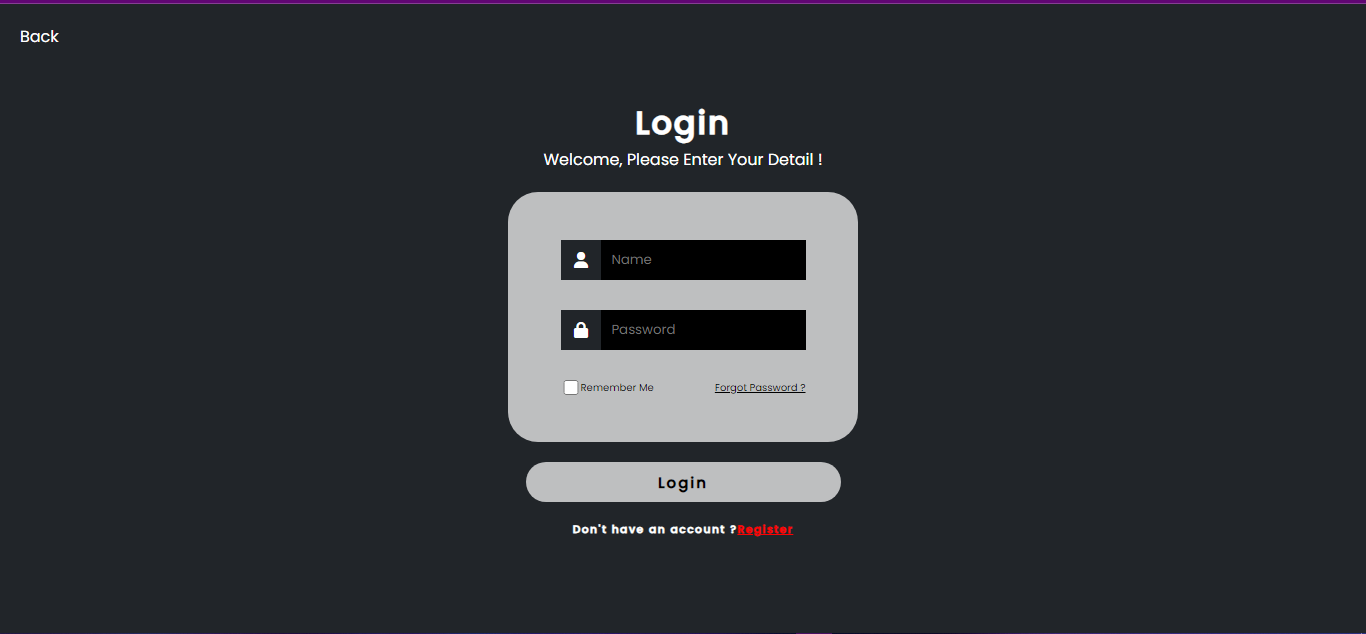 Back
Login
Welcome, Please Enter Your Detail !
Name
Password
Remember Me Forgot Password ?
Login
Don't have an account ?Register